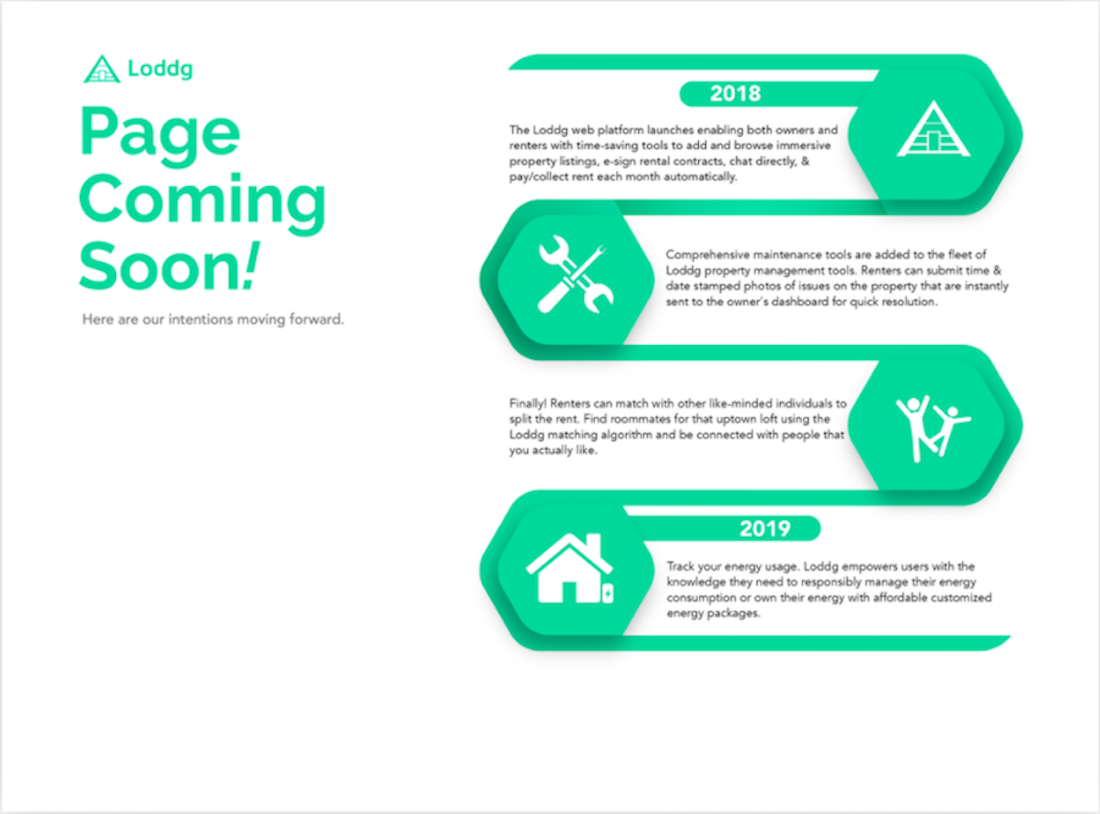 Loddg
Page
Coming
Soon!
Here are our intentions moving forward.
2018
The Loddg web platform launches enabling both owners and
renters with time-saving tools to add and browse immersive
property listings, e-sign rental contracts, chat directly, &
pay/collect rent each month automatically.
Comprehensive maintenance tools are added to the fleet of
Loddg property management tools. Renters can submit time &
date stamped photos of issues on the property that are instantly
sent to the owner's dashboard for quick resolution.
Finally! Renters can match with other like-minded individuals to
split the rent. Find roommates for that uptown loft using the
Loddg matching algorithm and be connected with people that
you actually like.
2019
Track your energy usage. Loddg empowers users with the
knowledge they need to responsibly manage their energy
consumption or own their energy with affordable customized
energy packages.